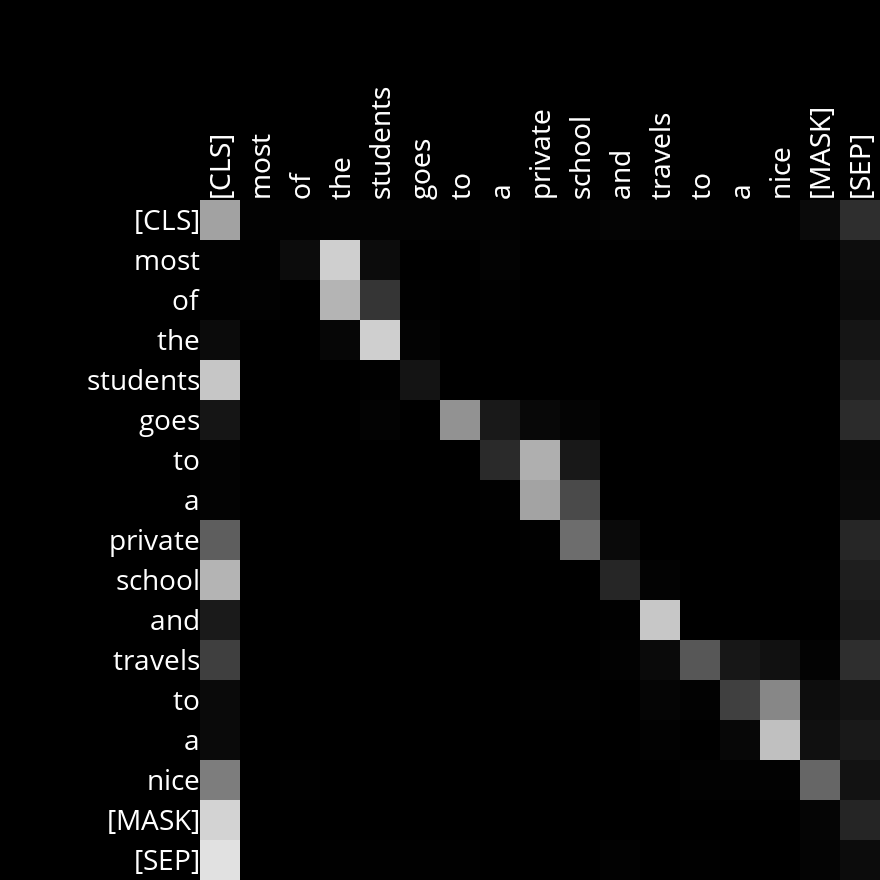 [CLS] most of the students goes to a private school and travels to a nice [MASK] [SEP]
[CLS]
most
of
the
students
goes
to
a
private
school
and
travels
to
a
nice
[MASK]
[SEP]